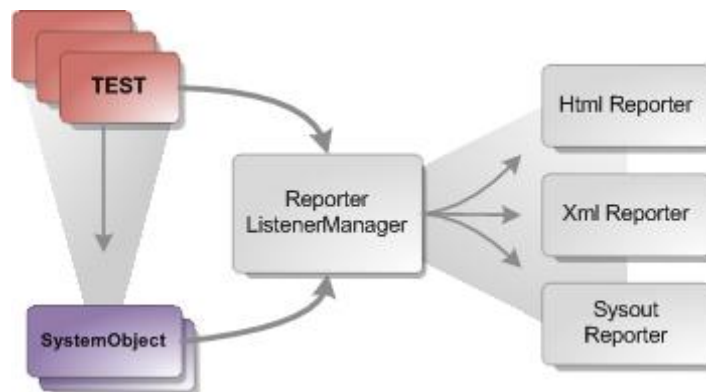 TEST
Html Reporter
Reporter
ListenerManager
Xml Reporter
SystemObject
Sysout
Reporter